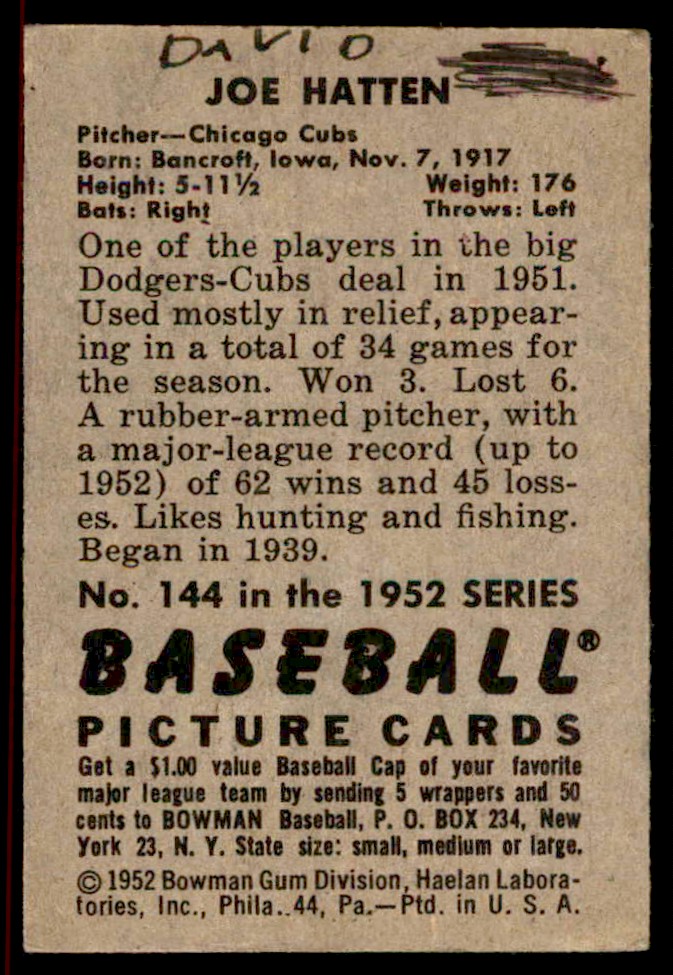 DAVID
JOE HATTEN
Pitcher—Chicago Cubs
Born: Bancroft, Iowa, Nov. 7, 1917
Height: 5-11½ Weight: 176
Bats: Right Throws: Left
One of the players in the big
Dodgers-Cubs deal in 1951.
Used mostly in relief, appear-
ing in a total of 34 games for
the season. Won 3. Lost 6.
A rubber-armed pitcher, with
a major-league record (up to
1952) of 62 wins and 45 loss-
es. Likes hunting and fishing.
Began in 1939.
No. 144 in the 1952 SERIES
BASEBALL®
PICTURE CARDS
Get a $1.00 value Baseball Cap of your favorite
major league team by sending 5 wrappers and 50
cents to BOWMAN Baseball, P. O. BOX 234, New
York 23, N. Y. State size: small, medium or large.
©1952 Bowman Gum Division, Haelan Labora-
tories, Inc., Phila..44, Pa.—Ptd. in U. S. A.